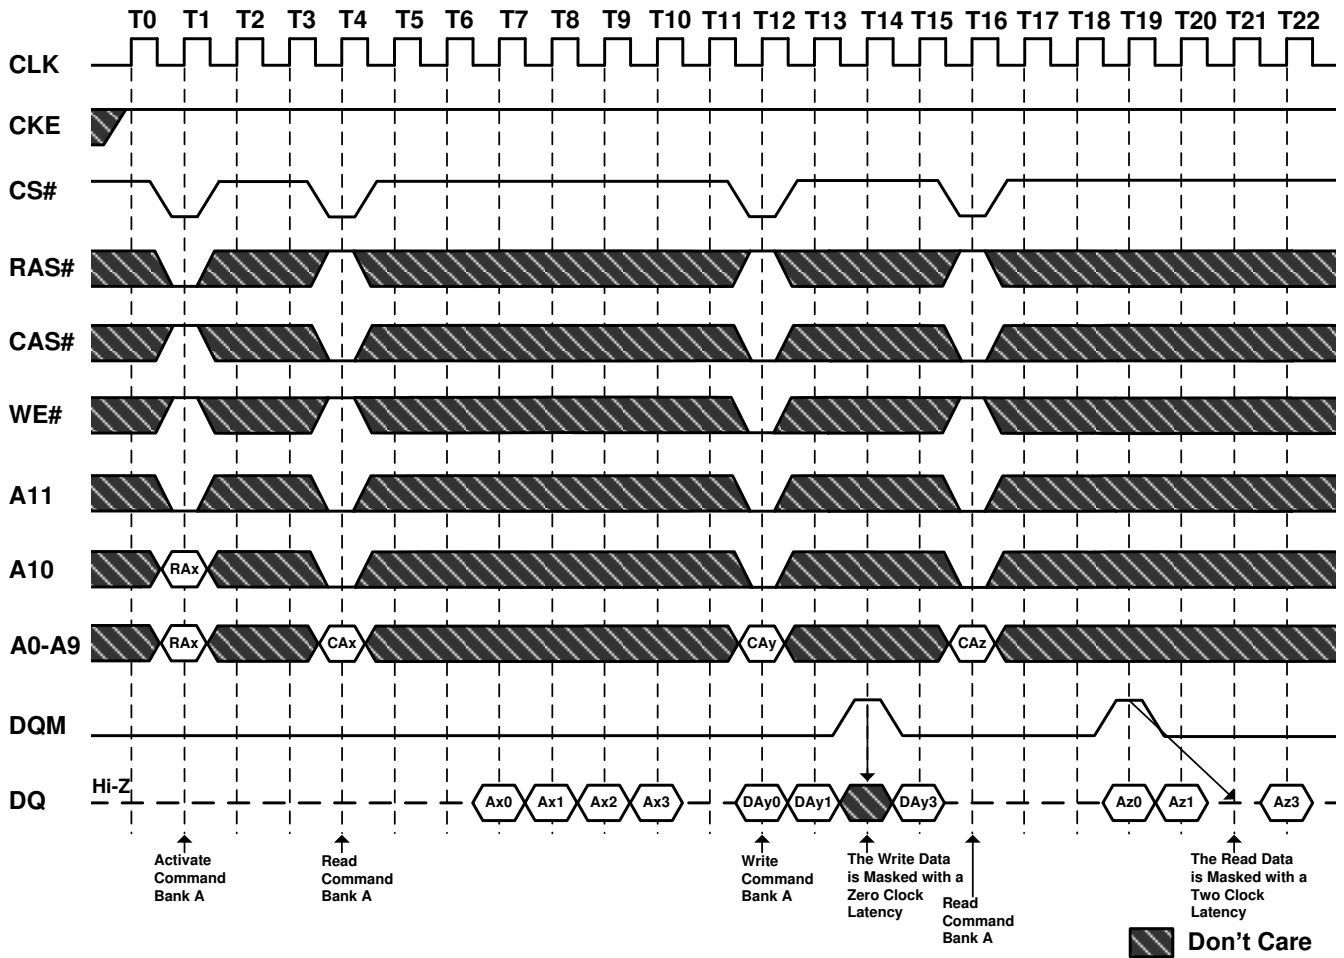 T0 T1 T2 T3 T4 T5 T6 T7 T8 T9 T10 T11 T12 T13 T14 T15 T16 T17 T18 T19 T20 T21 T22
CLK
CKE
CS#
RAS#
CAS#
WE#
A11
A10
RAx
A0-A9
RAx CAx CAy CAz
DQM
Hi-Z
DQ
Ax0 Ax1 Ax2 Ax3 DAy0 DAy1 DAy3 Az0 Az1 Az3
Activate
Command
Bank A
Read
Command
Bank A
Write
Command
Bank A
The Write Data
is Masked with a
Zero Clock
Latency
Read
Command
Bank A
The Read Data
is Masked with a
Two Clock
Latency
Don't Care